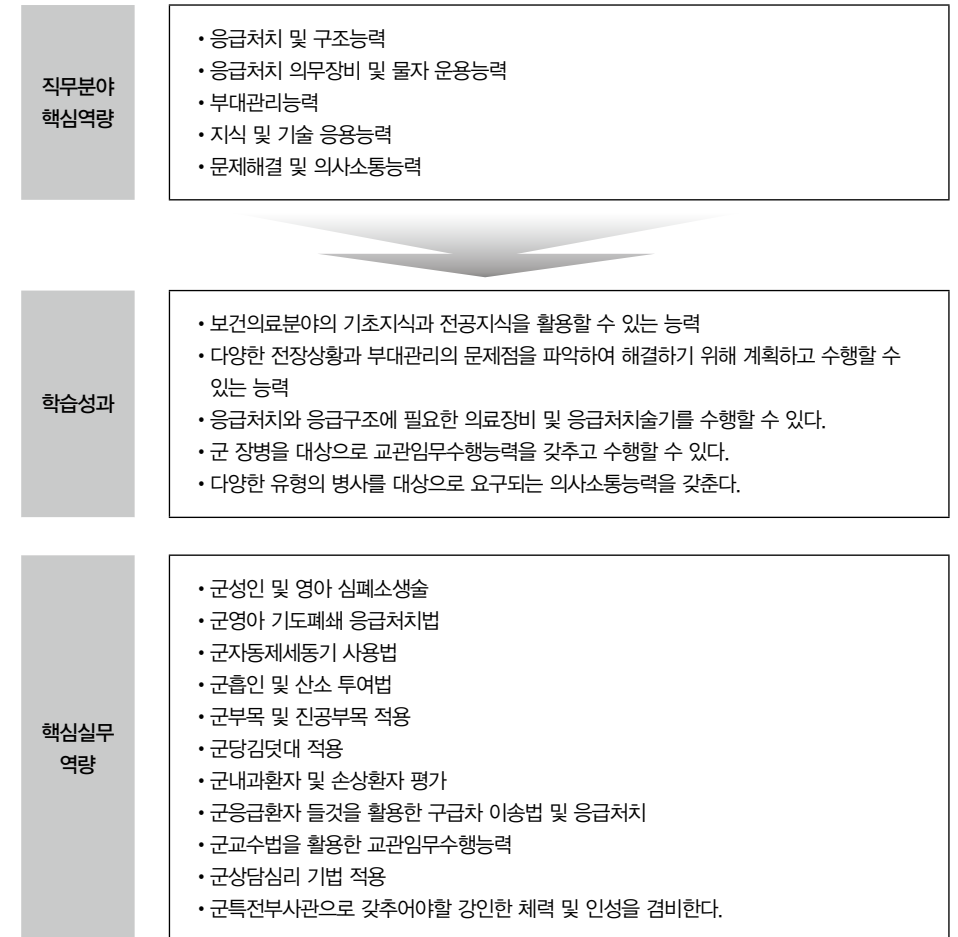 직무분야
핵심역량
• 응급처치 및 구조능력
• 응급처치 의무장비 및 물자 운용능력
• 부대관리능력
• 지식 및 기술 응용능력
• 문제해결 및 의사소통능력
학습성과
• 보건의료분야의 기초지식과 전공지식을 활용할 수 있는 능력
• 다양한 전장상황과 부대관리의 문제점을 파악하여 해결하기 위해 계획하고 수행할 수
있는 능력
• 응급처치와 응급구조에 필요한 의료장비 및 응급처치술기를 수행할 수 있다.
• 군 장병을 대상으로 교관임무수행능력을 갖추고 수행할 수 있다.
• 다양한 유형의 병사를 대상으로 요구되는 의사소통능력을 갖춘다.
핵심실무
역량
• 군성인 및 영아 심폐소생술
• 군영아 기도폐쇄 응급처치법
• 군자동제세동기 사용법
• 군흡인 및 산소 투여법
• 군부목 및 진공부목 적용
• 군당김덧대 적용
• 군내과환자 및 손상환자 평가
• 군응급환자 들것을 활용한 구급차 이송법 및 응급처치
• 군교수법을 활용한 교관임무수행능력
• 군상담심리 기법 적용
• 군특전부사관으로 갖추어야할 강인한 체력 및 인성을 겸비한다.